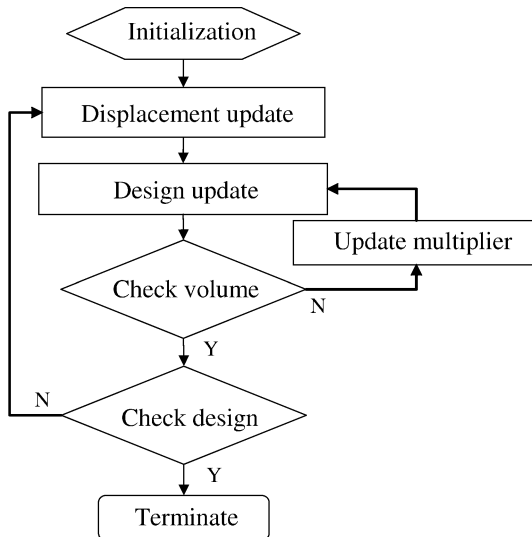 Initialization
Displacement update
Design update
Update multiplier
Check volume
N
Y
N
Check design
Y
Terminate